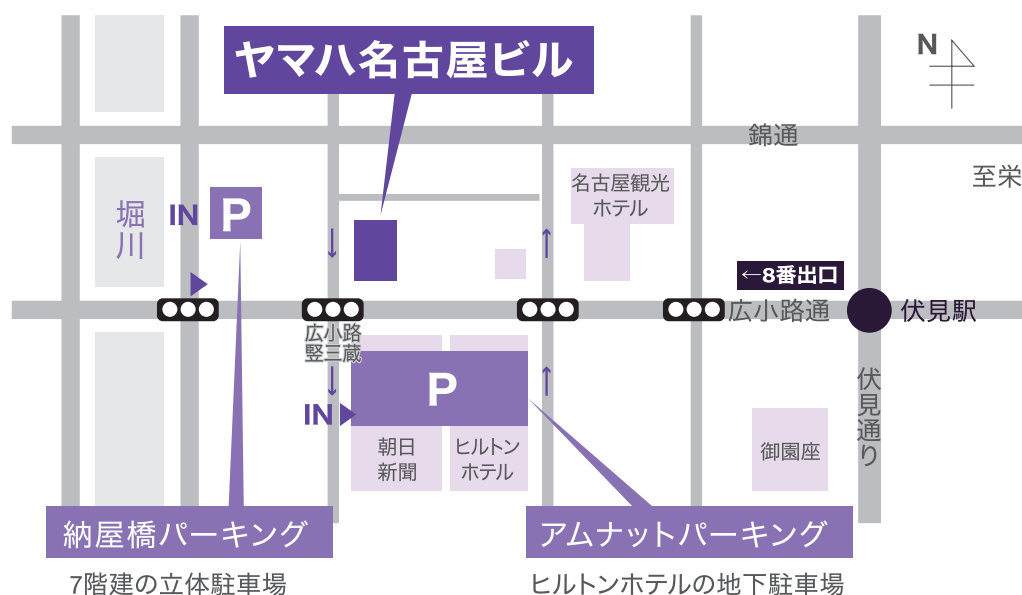 ヤマハ名古屋ビル
N
錦通
至栄
名古屋観光
ホテル
堀
川
IN
P
←8番出口
広小路通
伏見駅
広小路
竪三蔵
IN
P
伏見通り
朝日
新聞
ヒルトン
ホテル
御園座
納屋橋パーキング
アムナットパーキング
7階建の立体駐車場
ヒルトンホテルの地下駐車場